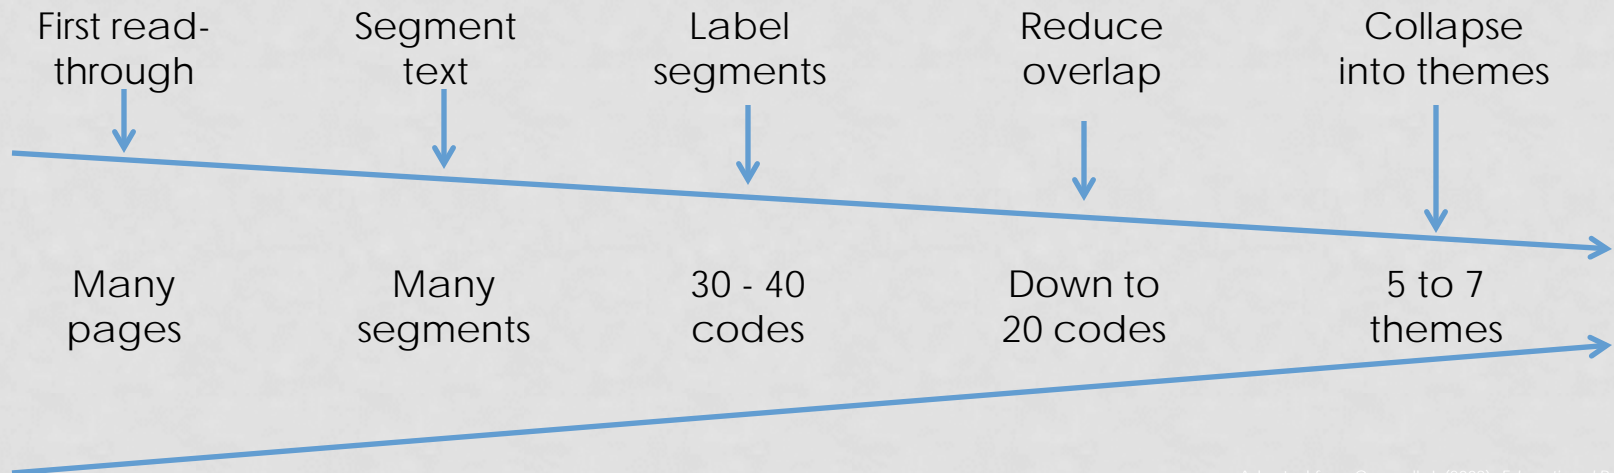 First read-
through
Segment
text
Label
segments
Reduce
overlap
Collapse
into themes
Many
pages
Many
segments
30 - 40
codes
Down to
20 codes
5 to 7
themes